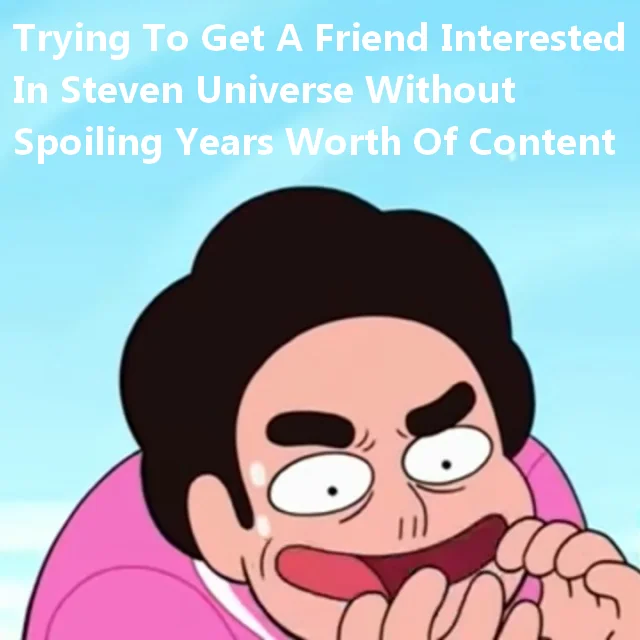 Trying To Get A Friend Interested
In Steven Universe Without
Spoiling Years Worth Of Content